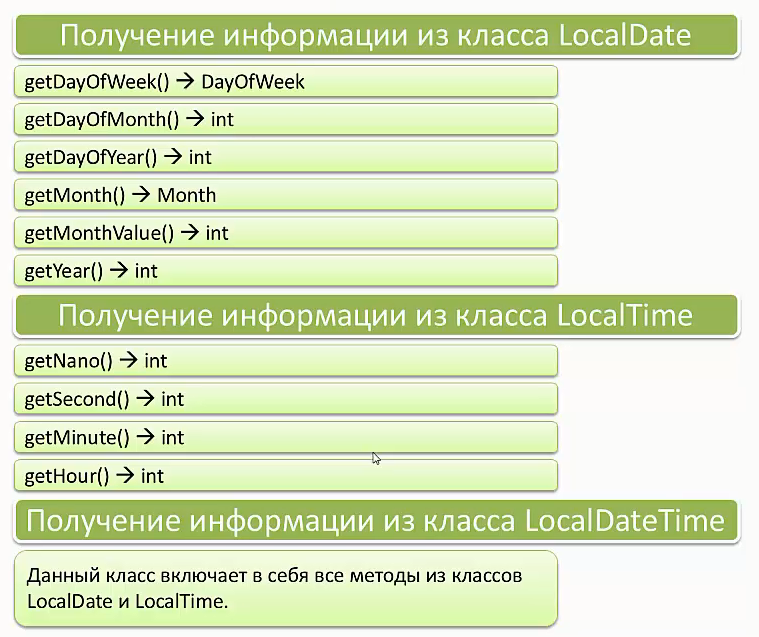 Получение информации из класса LocalDate
getDayOfWeek() → DayOfWeek
getDayOfMonth() → int
getDayOfYear() → int
getMonth() → Month
getMonthValue() → int
getYear() → int
Получение информации из класса LocalTime
getNano() → int
getSecond() → int
getMinute() → int
getHour() → int
Получение информации из класса LocalDateTime
Данный класс включает в себя все методы из классов
LocalDate и LocalTime.